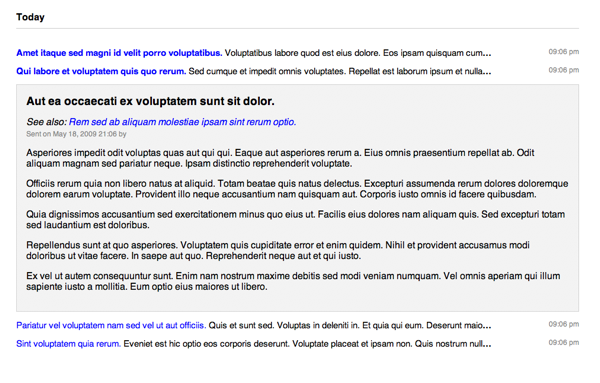 Today
Amet itaque sed magni id velit porro voluptatibus. Voluptatibus labore quod est eius dolore. Eos ipsam quisquam cum... 09:06 pm
Qui labore et voluptatem quis quo rerum. Sed cumque et impedit omnis voluptates. Repellat est laborum ipsum et nulla... 09:06 pm
Aut ea occaecati ex voluptatem sunt sit dolor.
See also: Rem sed ab aliquam molestiae ipsam sint rerum optio.
Sent on May 18, 2009 21:06 by
Asperiores impedit odit voluptas quas aut qui qui. Eaque aut asperiores rerum a. Eius omnis praesentium repellat ab. Odit
aliquam magnam sed pariatur neque. Ipsam distinctio reprehenderit voluptate.
Officiis rerum quia non libero natus at aliquid. Totam beatae quis natus delectus. Excepturi assumenda rerum dolores doloremque
dolorem earum voluptate. Provident illo neque accusantium nam quisquam aut. Corporis iusto omnis id facere quibusdam.
Quia dignissimos accusantium sed exercitationem minus quo eius ut. Facilis eius dolores nam aliquam quis. Sed excepturi totam
sed laudantium est doloribus.
Repellendus sunt at quo asperiores. Voluptatem quis cupiditate error et enim quidem. Nihil et provident accusamus modi
doloribus ut vitae facere. In saepe aut quo. Reprehenderit neque aut et qui iusto.
Ex vel ut autem consequuntur sunt. Enim nam nostrum maxime debitis sed modi veniam numquam. Vel omnis aperiam qui illum
sapiente iusto a mollitia. Eum optio eius maiores ut libero.
Pariatur vel voluptatem nam sed vel ut aut officiis. Quis et sunt sed. Voluptas in deleniti in. Et quia qui eum. Deserunt maio... 09:06 pm
Sint voluptatem quia rerum. Eveniet est hic optio eos corporis deserunt. Voluptate placeat et ipsam non. Quis nostrum null... 09:06 pm